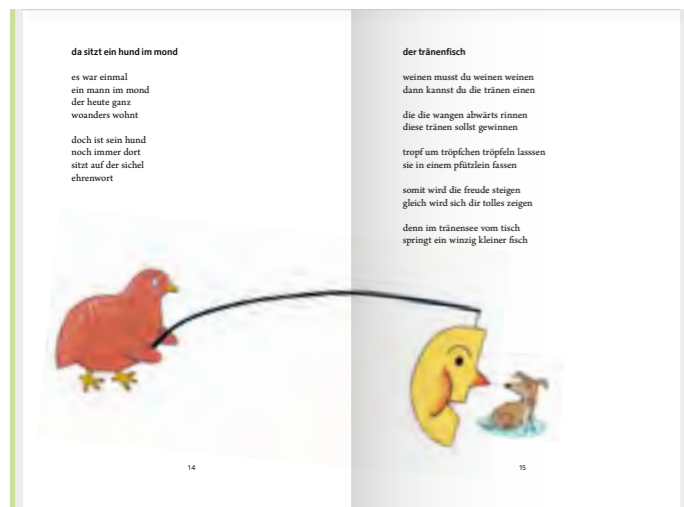 da sitzt ein hund im mond
es war einmal
ein mann im mond
der heute ganz
woanders wohnt
doch ist sein hund
noch immer dort
sitzt auf der sichel
ehrenwort
14
der tränenfisch
weinen musst du weinen weinen
dann kannst du die tränen einen
die die wangen abwärts rinnen
diese tränen sollst gewinnen
tropf um tröpfchen tröpfeln lasssen
sie in einem pfützlein fassen
somit wird die freude steigen
gleich wird sich dir tolles zeigen
denn im tränensee vom tisch
springt ein winzig kleiner fisch
15